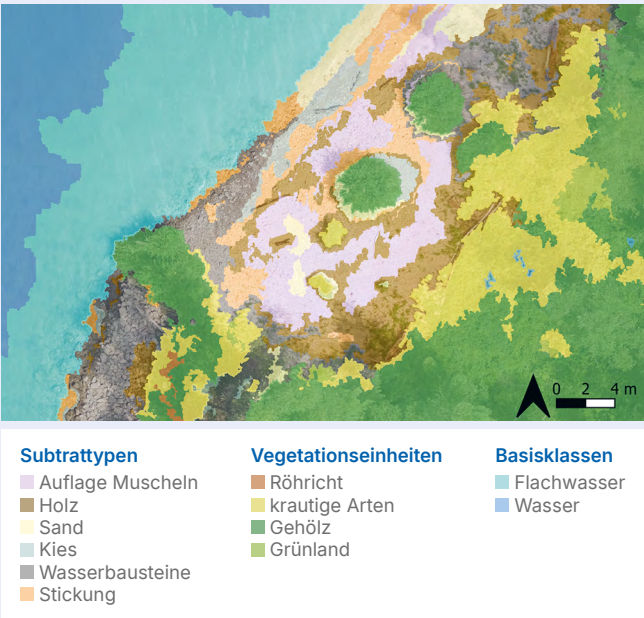 0 2 4 m
Subtrattypen
Auflage Muscheln
Holz
Sand
Kies
Wasserbausteine
Stickung
Vegetationseinheiten
Röhricht
krautige Arten
Gehölz
Grünland
Basisklassen
Flachwasser
Wasser